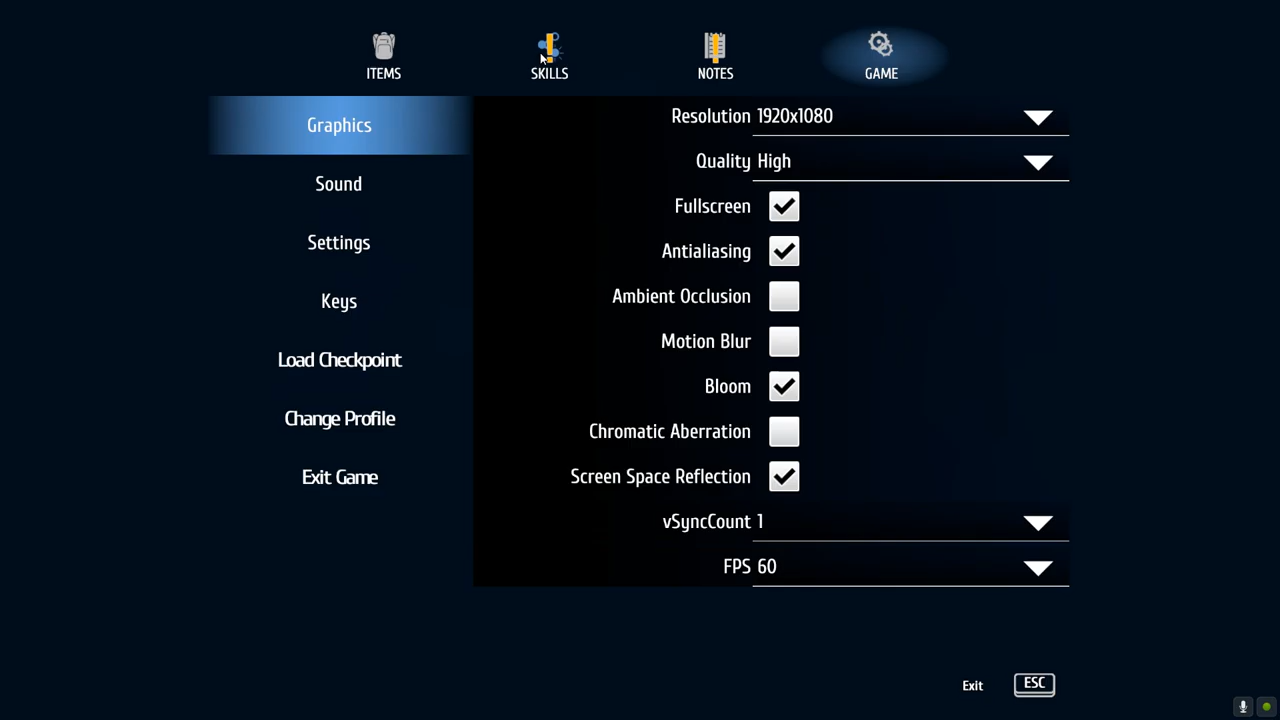 ITEMS SKILLS NOTES GAME
Graphics
Sound
Settings
Keys
Load Checkpoint
Change Profile
Exit Game
Resolution 1920x1080
Quality High
Fullscreen
Antialiasing
Ambient Occlusion
Motion Blur
Bloom
Chromatic Aberration
Screen Space Reflection
vSyncCount 1
FPS 60
Exit ESC